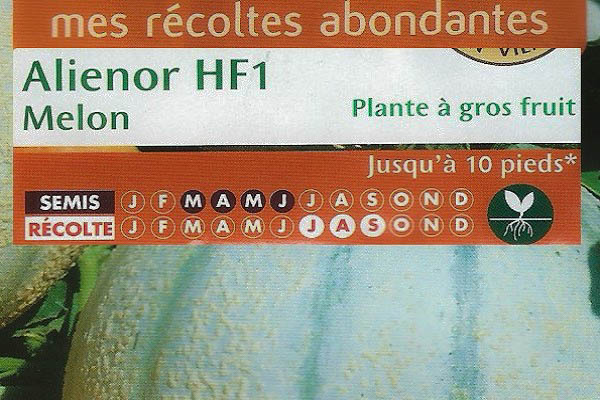 mes récoltes abondantes
Alienor HF1
Melon
Plante à gros fruit
Jusqu'à 10 pieds*
SEMIS J F M A M J J A S O N D
RÉCOLTE J F M A M J J A S O N D